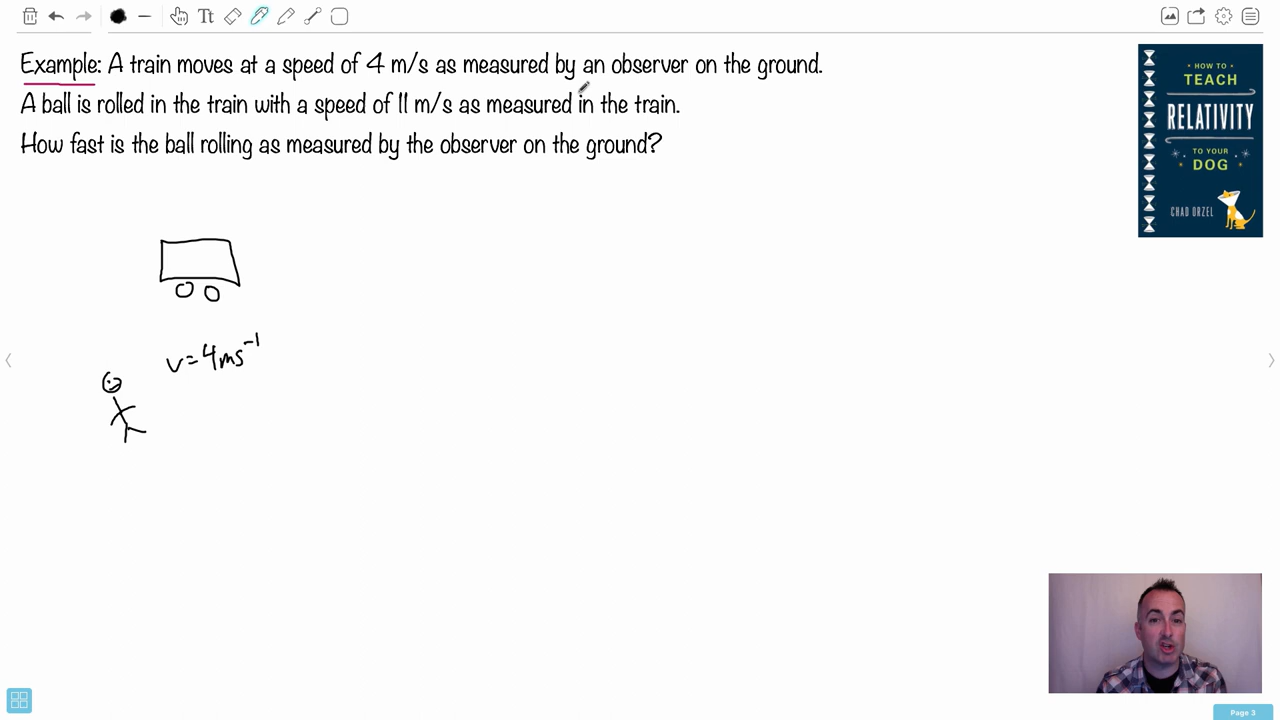 Tt
Example: A train moves at a speed of 4 m/s as measured by an observer on the ground.
A ball is rolled in the train with a speed of 11 m/s as measured in the train.
How fast is the ball rolling as measured by the observer on the ground?
• HOW TO •
TEACH
RELATIVITY
TO YOUR
DOG
CHAD ORZEL
v=4ms⁻¹
Page 3